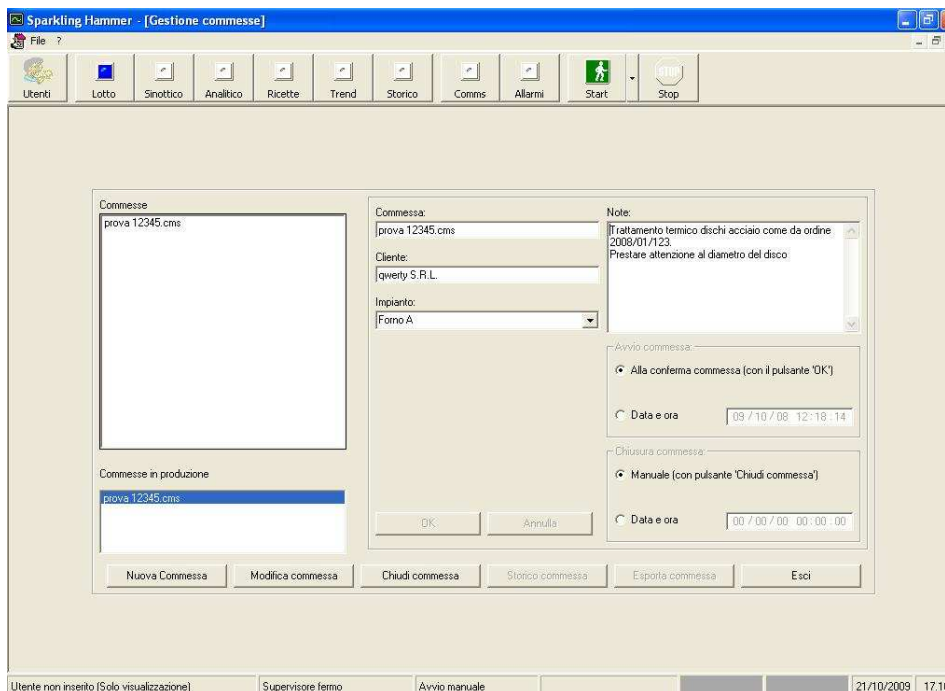 Sparkling Hammer - [Gestione commesse]
File ?
Utenti Lotto Sinottico Analitico Ricette Trend Storico Comms Allarmi Start STOP Stop
Commesse
prova 12345.cms
Commesse in produzione
prova 12345.cms
Commessa:
prova 12345.cms
Cliente:
qwerty S.R.L.
Impianto:
Forno A
OK Annulla
Note:
Trattamento termico dischi acciaio come da ordine
2008/01/123.
Prestare attenzione al diametro del disco
Avvio commessa:
Alla conferma commessa (con il pulsante 'OK')
Data e ora 09/10/08 12:18:14
Chiusura commessa:
Manuale (con pulsante 'Chiudi commessa')
Data e ora 00/00/00 00:00:00
Nuova Commessa Modifica commessa Chiudi commessa Storico commessa Esporta commessa Esci
Utente non inserito (Solo visualizzazione) Supervisore fermo Avvio manuale 21/10/2009